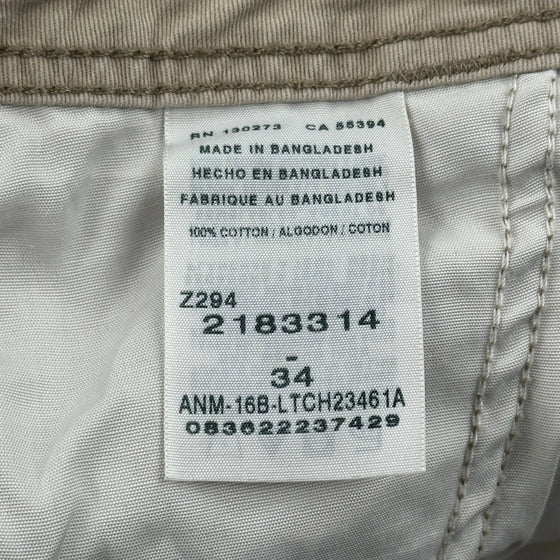 RN 130273 CA 55394
MADE IN BANGLADESH
HECHO EN BANGLADESH
FABRIQUE AU BANGLADESH
100% COTTON / ALGODON / COTON
Z294
2183314
-
34
ANM-16B-LTCH23461A
083622237429